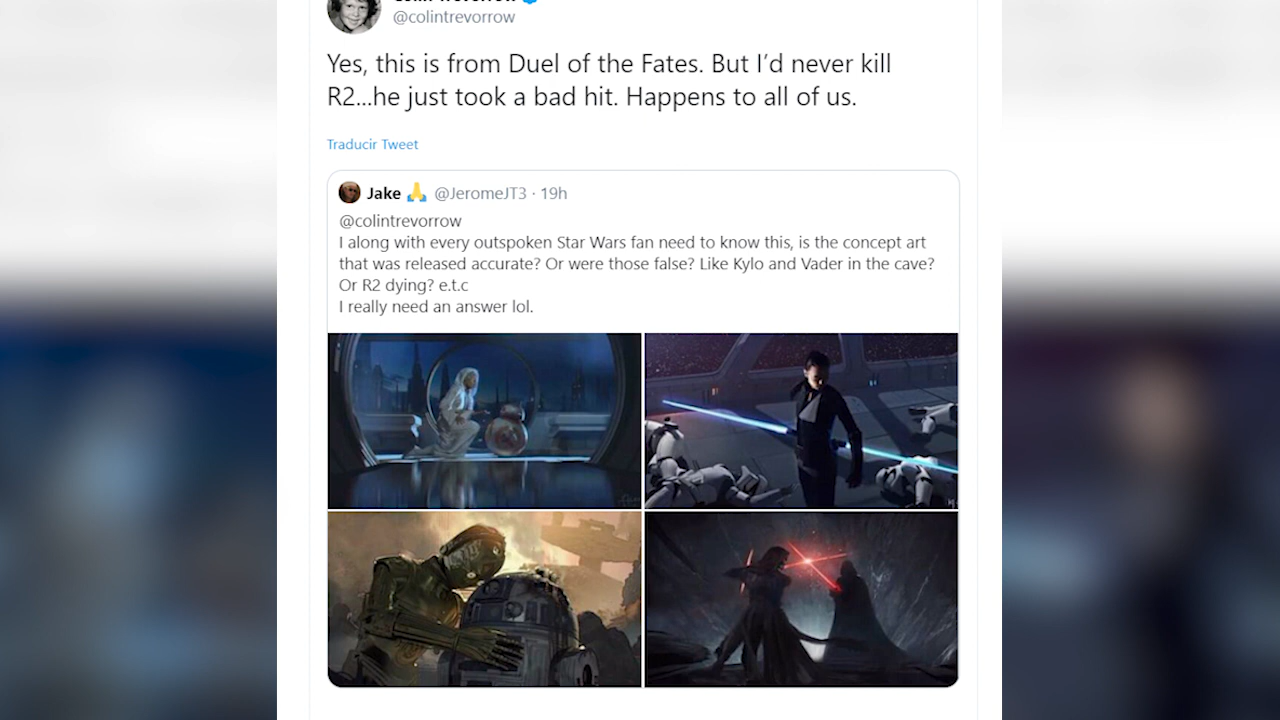 Colin Trevorrow
@colintrevorrow
Yes, this is from Duel of the Fates. But I’d never kill
R2...he just took a bad hit. Happens to all of us.
Traducir Tweet
Jake 🙏 @JeromeJT3 · 19h
@colintrevorrow
I along with every outspoken Star Wars fan need to know this, is the concept art
that was released accurate? Or were those false? Like Kylo and Vader in the cave?
Or R2 dying? e.t.c
I really need an answer lol.